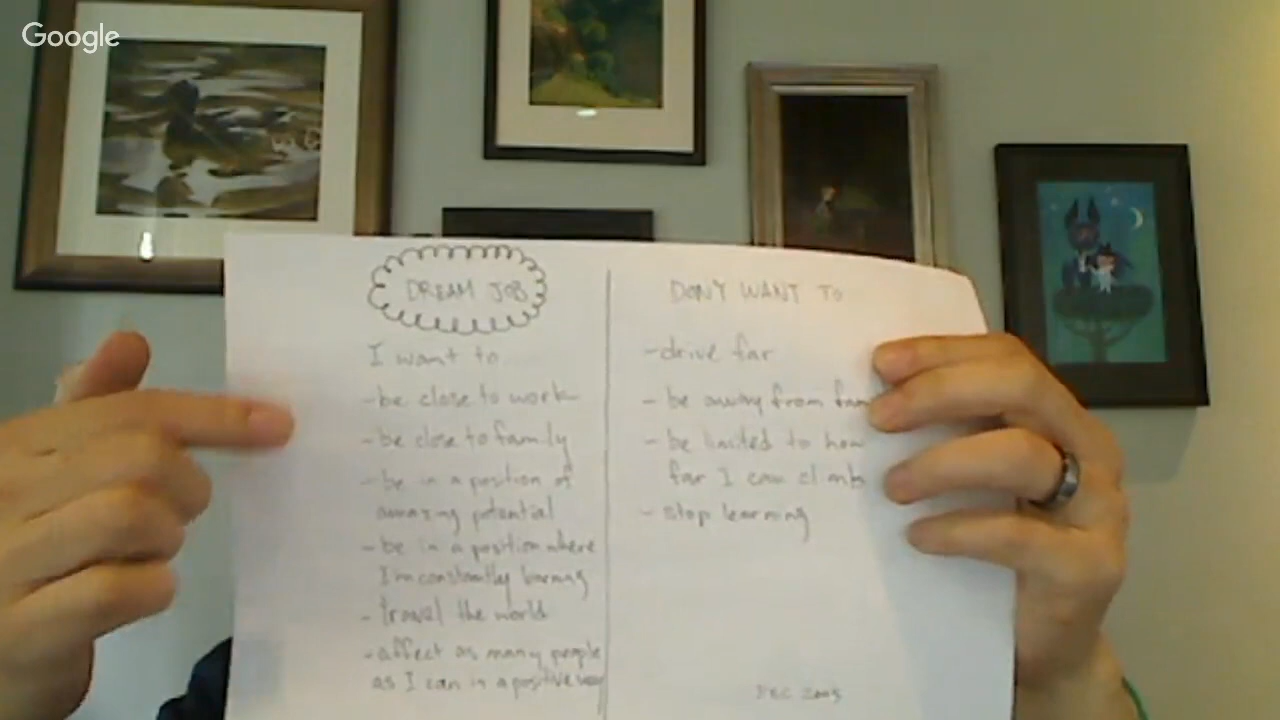 Google
DREAM JOB
I want to
- be close to work
- be close to family
- be in a position of
amazing potential
- be in a position where
I'm constantly learning
- travel the world
- affect as many people
as I can in a positive way
DON'T WANT TO
- drive far
- be away from fam
- be limited to how
far I can climb
- stop learning
DEC